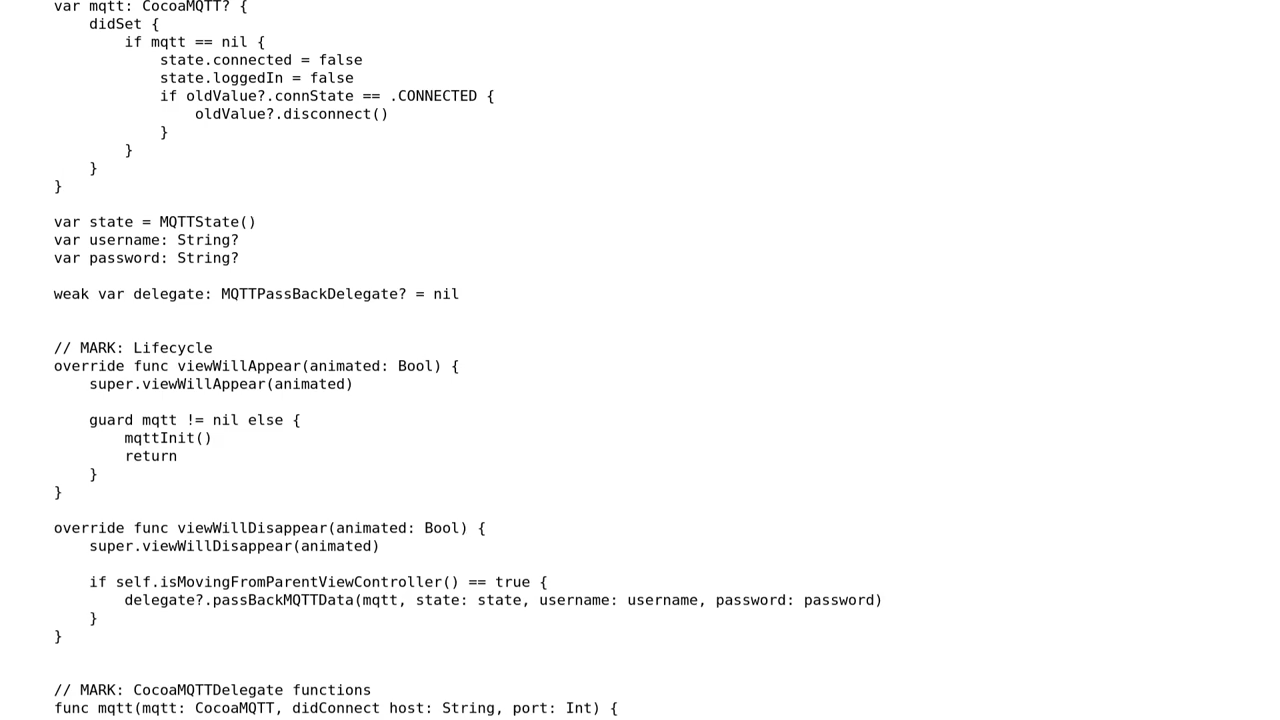 var mqtt: CocoaMQTT? {
didSet {
if mqtt == nil {
state.connected = false
state.loggedIn = false
if oldValue?.connState == .CONNECTED {
oldValue?.disconnect()
}
}
}
}
var state = MQTTState()
var username: String?
var password: String?
weak var delegate: MQTTPassBackDelegate? = nil
// MARK: Lifecycle
override func viewWillAppear(animated: Bool) {
super.viewWillAppear(animated)
guard mqtt != nil else {
mqttInit()
return
}
}
override func viewWillDisappear(animated: Bool) {
super.viewWillDisappear(animated)
if self.isMovingFromParentViewController() == true {
delegate?.passBackMQTTData(mqtt, state: state, username: username, password: password)
}
}
// MARK: CocoaMQTTDelegate functions
func mqtt(mqtt: CocoaMQTT, didConnect host: String, port: Int) {